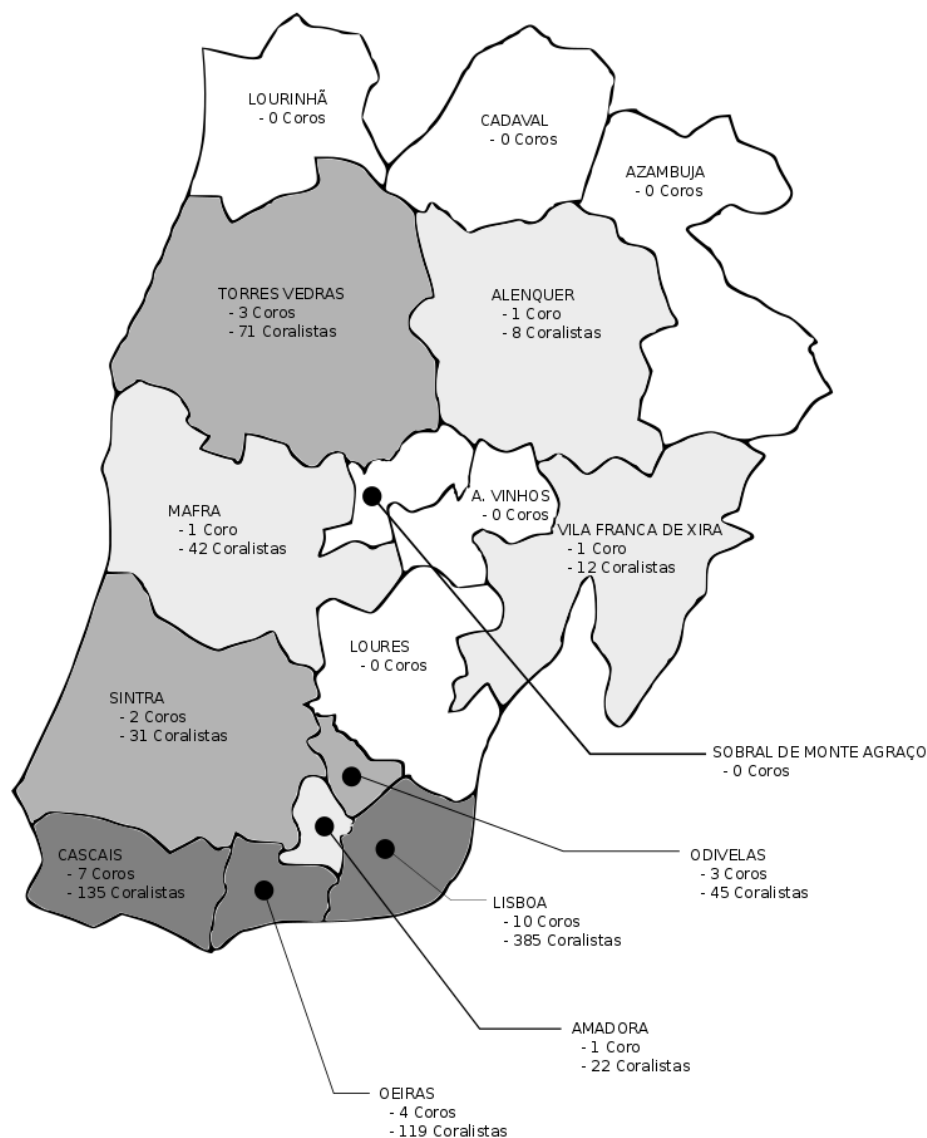 LOURINHÃ
- 0 Coros
CADAVAL
- 0 Coros
AZAMBUJA
- 0 Coros
TORRES VEDRAS
- 3 Coros
- 71 Coralistas
ALENQUER
- 1 Coro
- 8 Coralistas
MAFRA
- 1 Coro
- 42 Coralistas
A. VINHOS
- 0 Coros
VILA FRANCA DE XIRA
- 1 Coro
- 12 Coralistas
LOURES
- 0 Coros
SINTRA
- 2 Coros
- 31 Coralistas
SOBRAL DE MONTE AGRAÇO
- 0 Coros
CASCAIS
- 7 Coros
- 135 Coralistas
ODIVELAS
- 3 Coros
- 45 Coralistas
LISBOA
- 10 Coros
- 385 Coralistas
AMADORA
- 1 Coro
- 22 Coralistas
OEIRAS
- 4 Coros
- 119 Coralistas